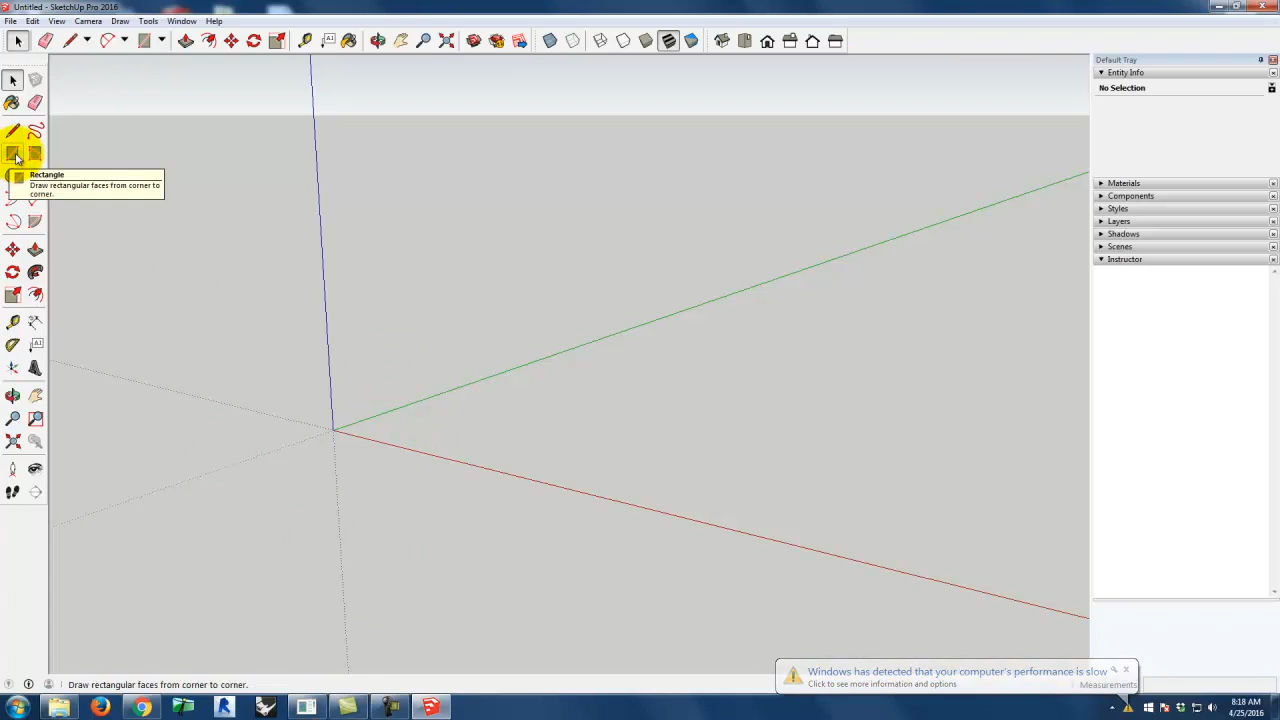 Untitled - SketchUp Pro 2016
File Edit View Camera Draw Tools Window Help
Default Tray
Entity Info
No Selection
Rectangle
Draw rectangular faces from corner to
corner.
Materials
Components
Styles
Layers
Shadows
Scenes
Instructor
Windows has detected that your computer's performance is slow
Click to see more information and options
Draw rectangular faces from corner to corner.
Measurements
8:18 AM
4/25/2016